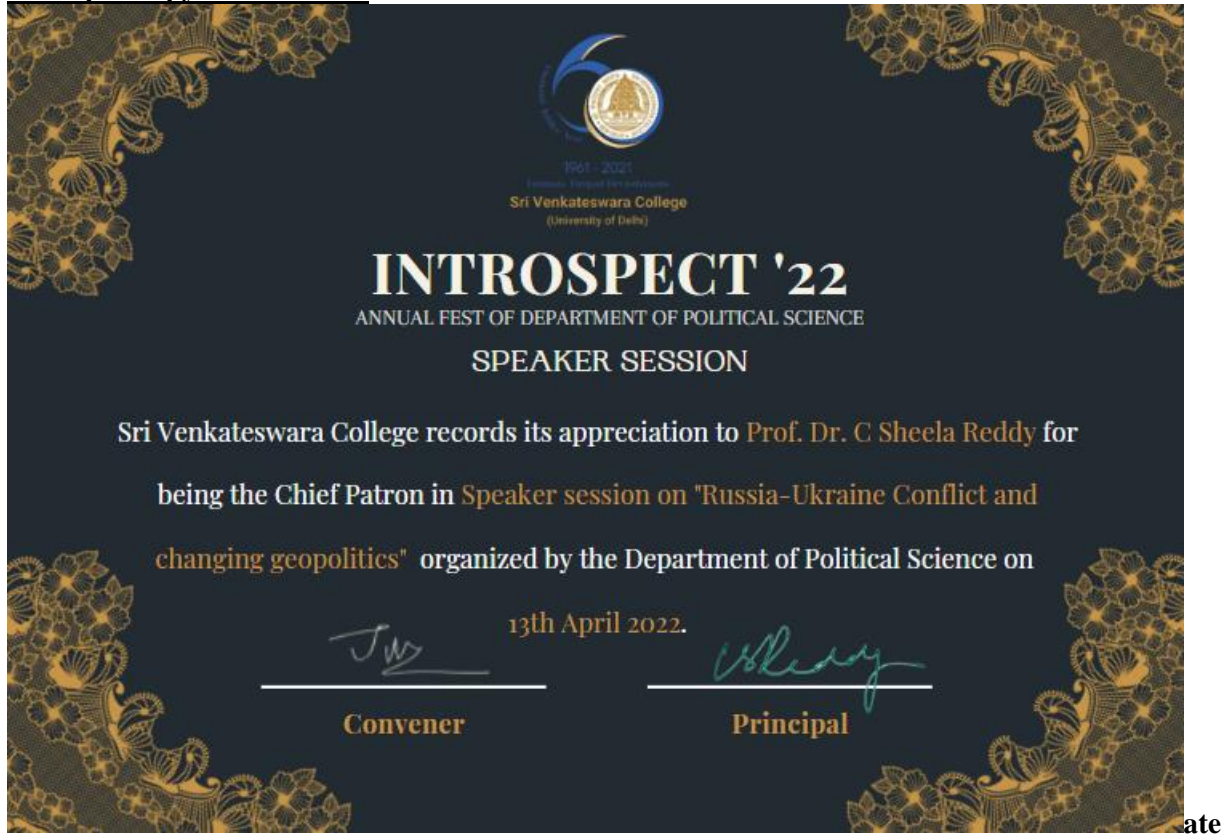 1961 - 2021
Sri Venkateswara College
(University of Delhi)
INTROSPECT '22
ANNUAL FEST OF DEPARTMENT OF POLITICAL SCIENCE
SPEAKER SESSION
Sri Venkateswara College records its appreciation to Prof. Dr. C Sheela Reddy for
being the Chief Patron in Speaker session on "Russia-Ukraine Conflict and
changing geopolitics" organized by the Department of Political Science on
13th April 2022.
CSReddy
Convener Principal
ate